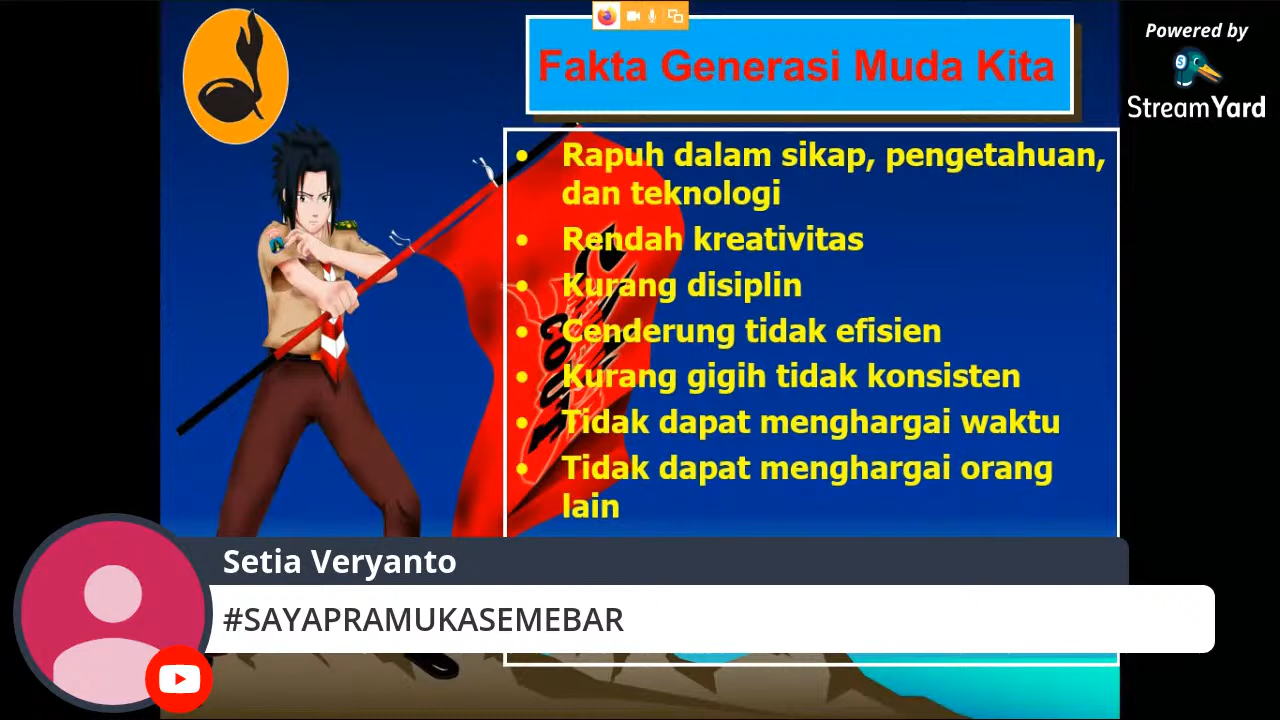 Powered by
StreamYard
Fakta Generasi Muda Kita
• Rapuh dalam sikap, pengetahuan,
dan teknologi
• Rendah kreativitas
• Kurang disiplin
• Cenderung tidak efisien
• Kurang gigih tidak konsisten
• Tidak dapat menghargai waktu
• Tidak dapat menghargai orang
lain
Setia Veryanto
#SAYAPRAMUKASEMEBAR